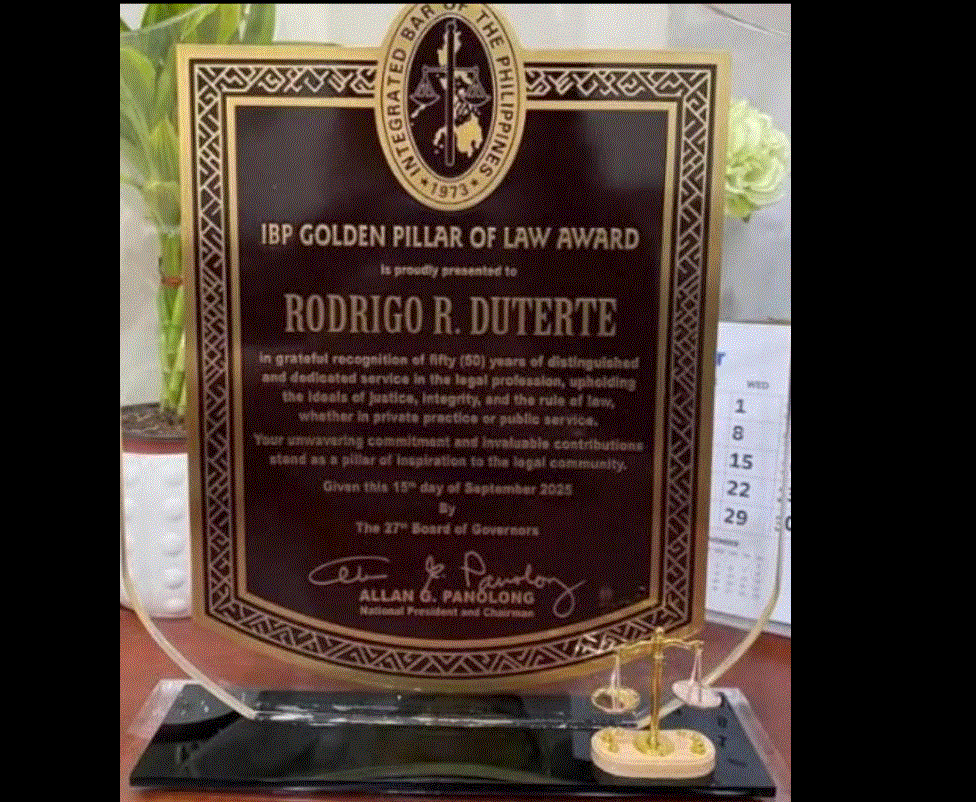 INTEGRATED BAR OF THE PHILIPPINES
★ 1973 ★
IBP GOLDEN PILLAR OF LAW AWARD
is proudly presented to
RODRIGO R. DUTERTE
in grateful recognition of fifty (50) years of distinguished
and dedicated service in the legal profession, upholding
the ideals of justice, integrity, and the rule of law,
whether in private practice or public service.
Your unwavering commitment and invaluable contributions
stand as a pillar of inspiration to the legal community.
Given this 15th day of September 2025
By
The 27th Board of Governors
Allan G. Panolong
ALLAN G. PANOLONG
National President and Chairman
WED
1
8
15
22
29